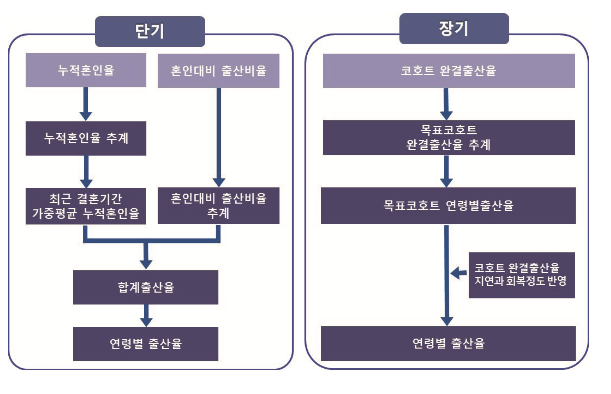 단기
누적혼인율
혼인대비 출산비율
누적혼인율 추계
최근 결혼기간
가중평균 누적혼인율
혼인대비 출산비율
추계
합계출산율
연령별 출산율
장기
코호트 완결출산율
목표코호트
완결출산율 추계
목표코호트 연령별출산율
코호트 완결출산율
지연과 회복정도 반영
연령별 출산율